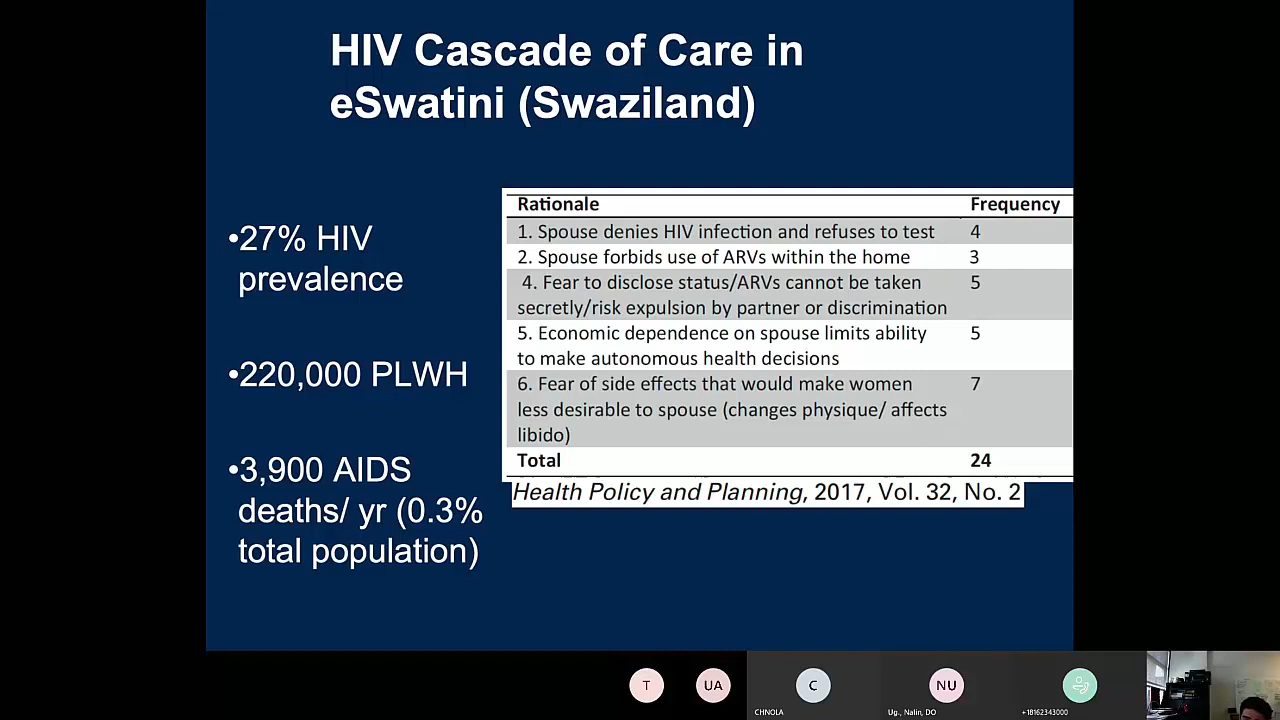 HIV Cascade of Care in
eSwatini (Swaziland)
•27% HIV
prevalence
•220,000 PLWH
•3,900 AIDS
deaths/ yr (0.3%
total population)
Rationale Frequency
1. Spouse denies HIV infection and refuses to test 4
2. Spouse forbids use of ARVs within the home 3
4. Fear to disclose status/ARVs cannot be taken 5
secretly/risk expulsion by partner or discrimination
5. Economic dependence on spouse limits ability 5
to make autonomous health decisions
6. Fear of side effects that would make women 7
less desirable to spouse (changes physique/ affects
libido)
Total 24
Health Policy and Planning, 2017, Vol. 32, No. 2
T UA C NU
CHNOLA Ug., Nalin, DO +18162343000